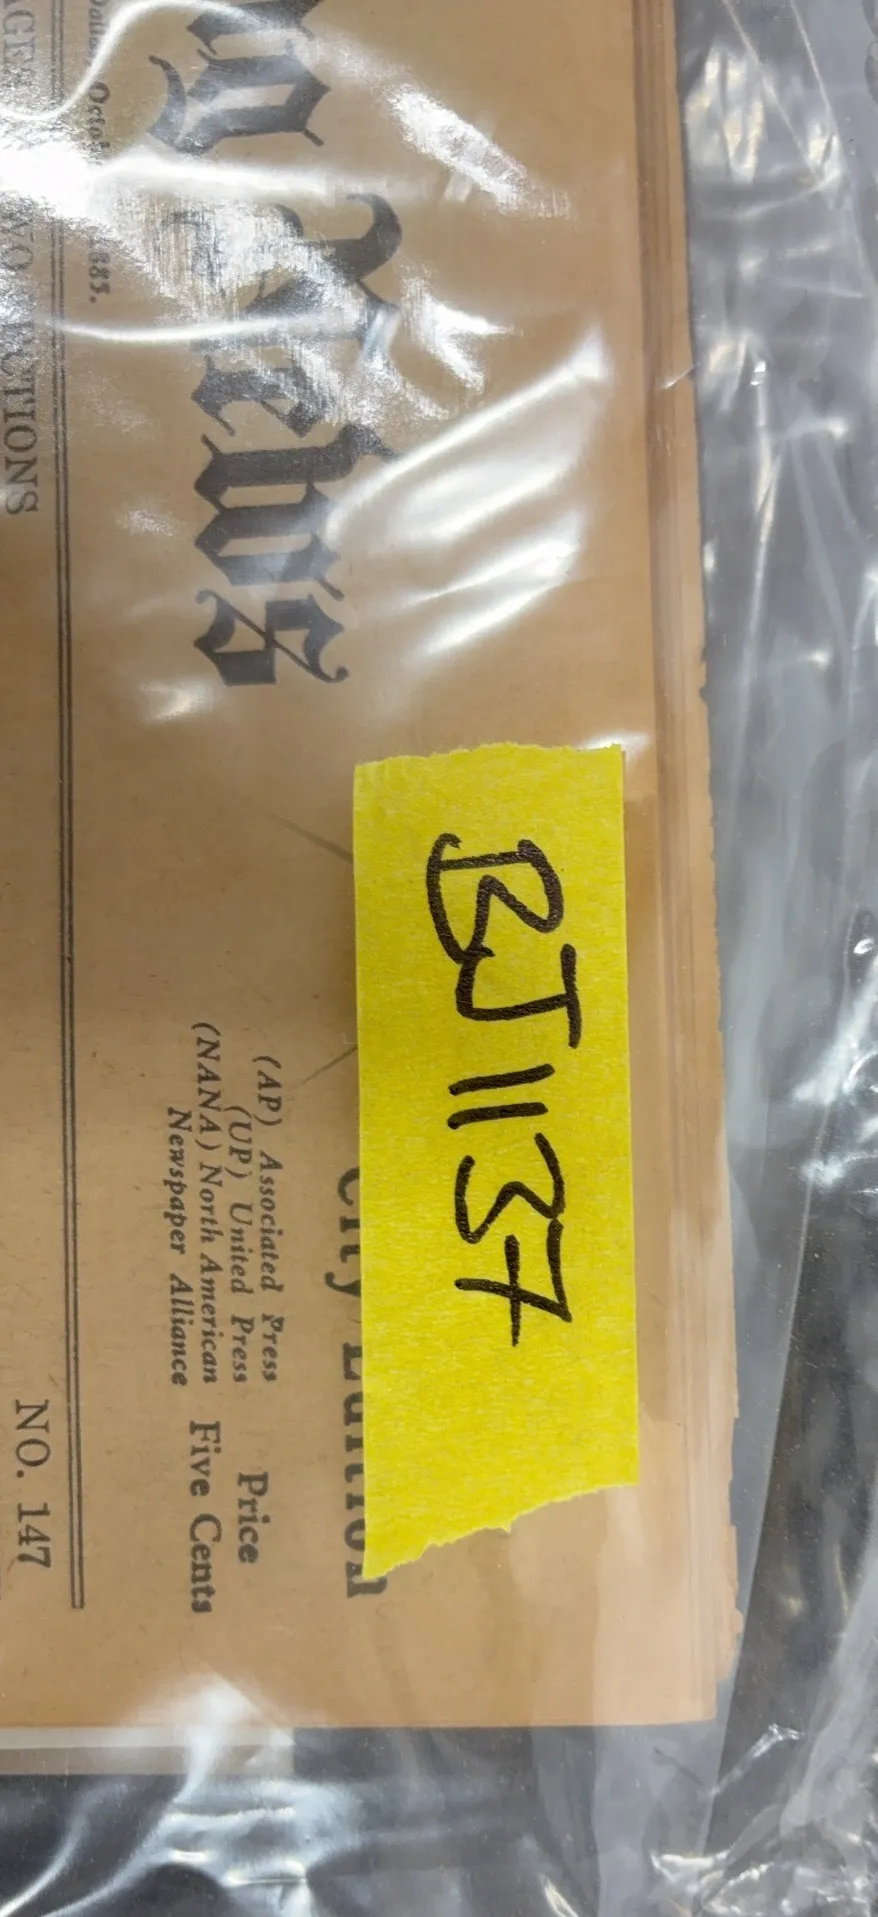 BJ1137
City Edition
News
(AP) Associated Press
(UP) United Press
(NANA) North American
Newspaper Alliance
Price
Five Cents
NO. 147